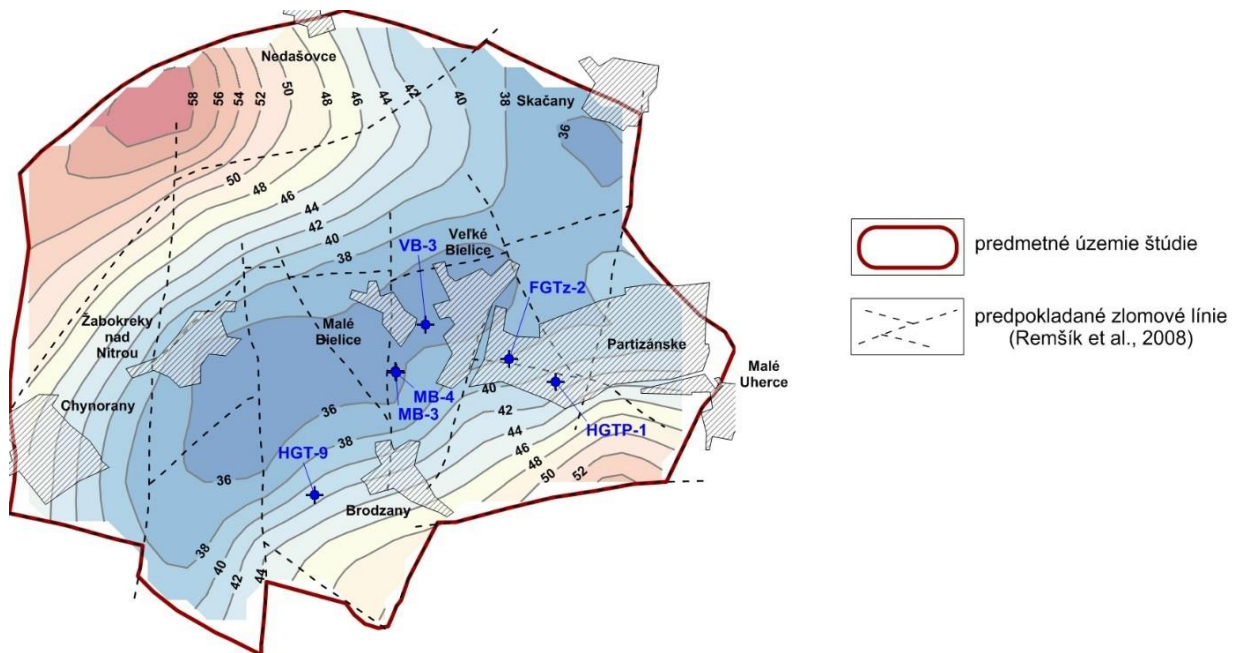 Nedašovce
58
56
54
52
50
48
46
44
42
40
38
Skačany
36
50
48
46
44
42
40
38
VB-3
Veľké
Bielice
FGTz-2
Žabokreky
nad
Nitrou
Malé
Bielice
Partizánske
Malé
Uherce
Chynorany
MB-4
MB-3
40
42
44
46
48
50
52
HGTP-1
36
38
36
HGT-9
Brodzany
38
40
42
44
predmetné územie štúdie
predpokladané zlomové línie
(Remšík et al., 2008)